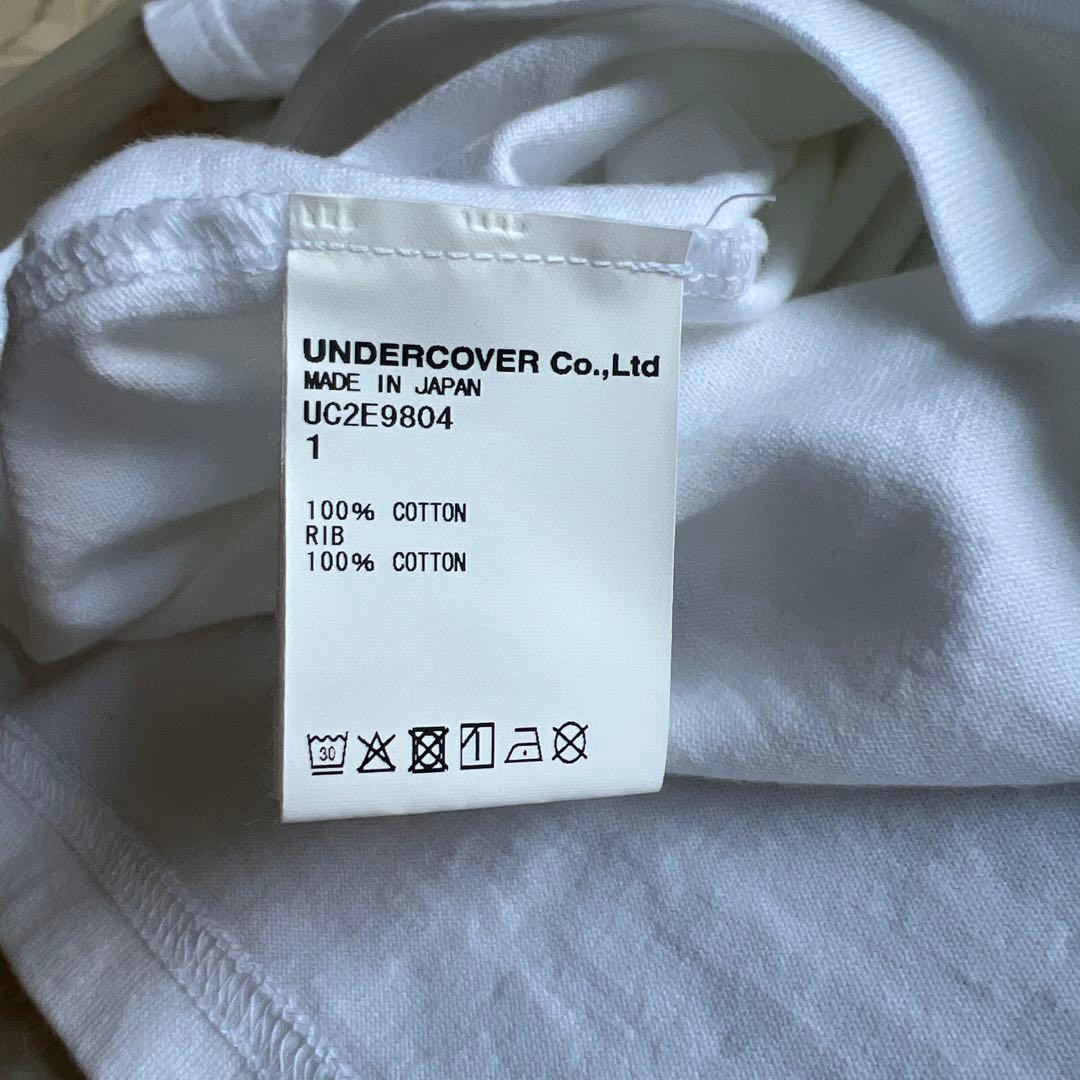 UNDERCOVER Co.,Ltd
MADE IN JAPAN
UC2E9804
1
100% COTTON
RIB
100% COTTON
30